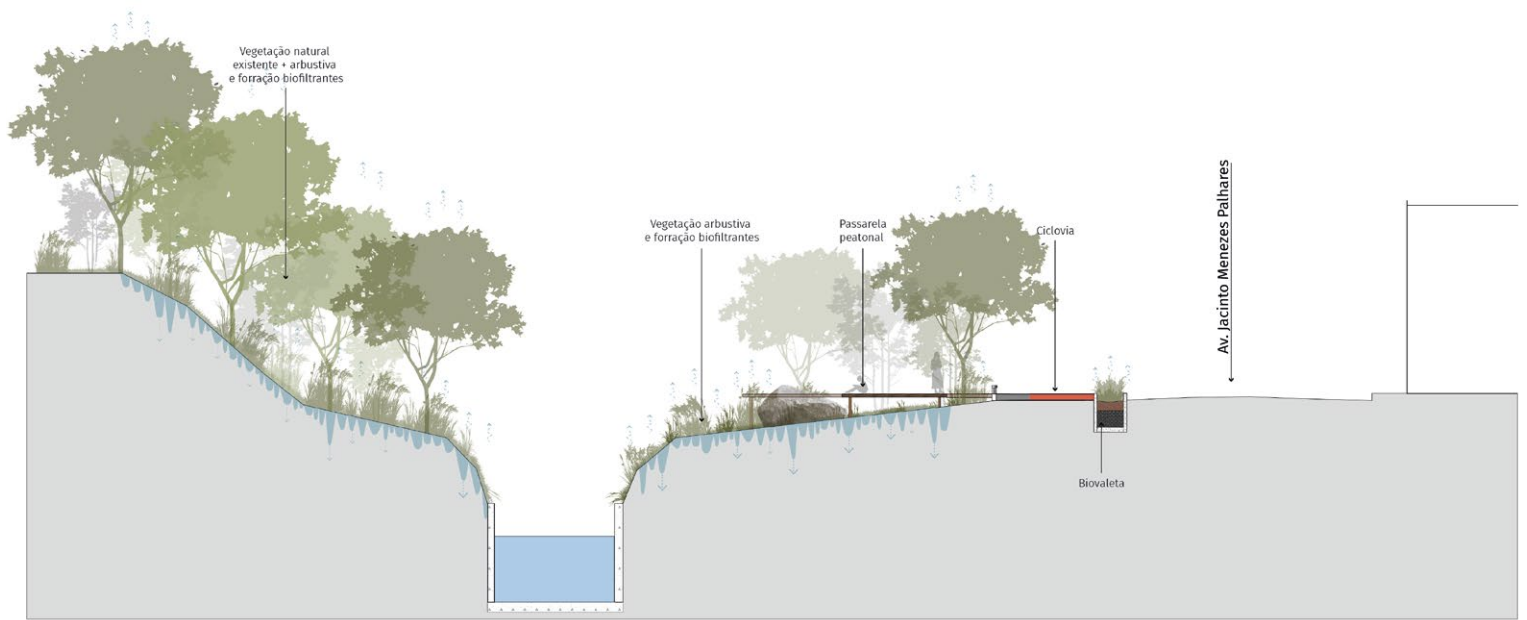 Vegetação natural
existente + arbustiva
e forração biofiltrantes
Vegetação arbustiva
e forração biofiltrantes
Passarela
peatonal
Ciclovia
Av. Jacinto Menezes Palhares
Biovaleta